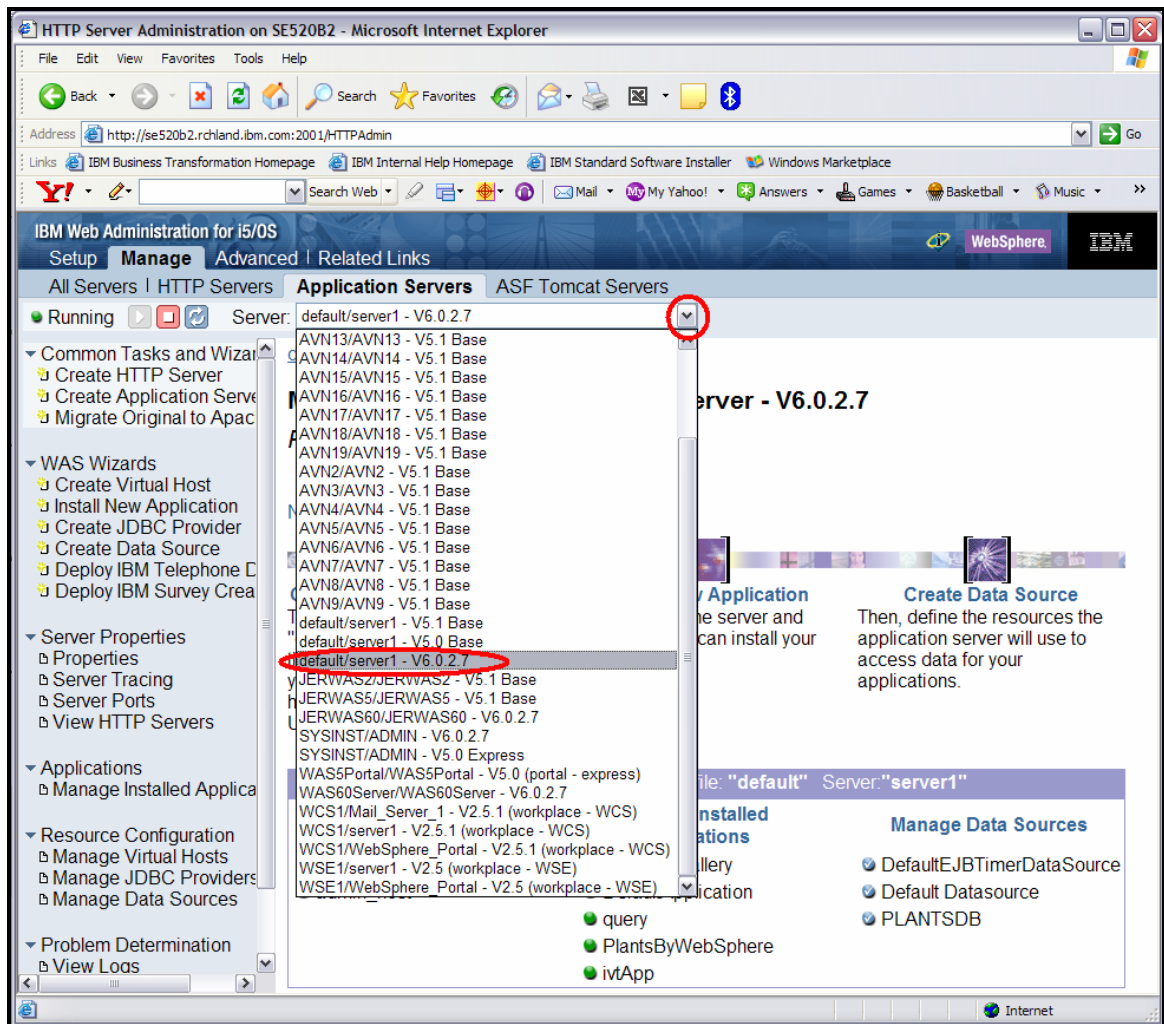 HTTP Server Administration on SE520B2 - Microsoft Internet Explorer
File Edit View Favorites Tools Help
Back Search Favorites
Address http://se520b2.rchland.ibm.com:2001/HTTPAdmin Go
Links IBM Business Transformation Homepage IBM Internal Help Homepage IBM Standard Software Installer Windows Marketplace
Y! Search Web Mail My Yahoo! Answers Games Basketball Music »
IBM Web Administration for i5/OS
WebSphere. IBM
Setup Manage Advanced | Related Links
All Servers | HTTP Servers Application Servers ASF Tomcat Servers
Running Server: default/server1 - V6.0.2.7
Common Tasks and Wizar
Create HTTP Server
Create Application Serve
Migrate Original to Apac
WAS Wizards
Create Virtual Host
Install New Application
Create JDBC Provider
Create Data Source
Deploy IBM Telephone D
Deploy IBM Survey Crea
Server Properties
Properties
Server Tracing
Server Ports
View HTTP Servers
Applications
Manage Installed Applica
Resource Configuration
Manage Virtual Hosts
Manage JDBC Providers
Manage Data Sources
Problem Determination
View Logs
AVN13/AVN13 - V5.1 Base
AVN14/AVN14 - V5.1 Base
AVN15/AVN15 - V5.1 Base
AVN16/AVN16 - V5.1 Base
AVN17/AVN17 - V5.1 Base
AVN18/AVN18 - V5.1 Base
AVN19/AVN19 - V5.1 Base
AVN2/AVN2 - V5.1 Base
AVN3/AVN3 - V5.1 Base
AVN4/AVN4 - V5.1 Base
AVN5/AVN5 - V5.1 Base
AVN6/AVN6 - V5.1 Base
AVN7/AVN7 - V5.1 Base
AVN8/AVN8 - V5.1 Base
AVN9/AVN9 - V5.1 Base
default/server1 - V5.1 Base
default/server1 - V5.0 Base
default/server1 - V6.0.2.7
JERWAS2/JERWAS2 - V5.1 Base
JERWAS5/JERWAS5 - V5.1 Base
JERWAS60/JERWAS60 - V6.0.2.7
SYSINST/ADMIN - V6.0.2.7
SYSINST/ADMIN - V5.0 Express
WAS5Portal/WAS5Portal - V5.0 (portal - express)
WAS60Server/WAS60Server - V6.0.2.7
WCS1/Mail_Server_1 - V2.5.1 (workplace - WCS)
WCS1/server1 - V2.5.1 (workplace - WCS)
WCS1/WebSphere_Portal - V2.5.1 (workplace - WCS)
WSE1/server1 - V2.5 (workplace - WSE)
WSE1/WebSphere_Portal - V2.5 (workplace - WSE)
erver - V6.0.2.7
Application
he server and
can install your
Create Data Source
Then, define the resources the
application server will use to
access data for your
applications.
file: "default" Server:"server1"
nstalled
ations
llery
query
PlantsByWebSphere
ivtApp
Manage Data Sources
DefaultEJBTimerDataSource
Default Datasource
PLANTSDB
Internet